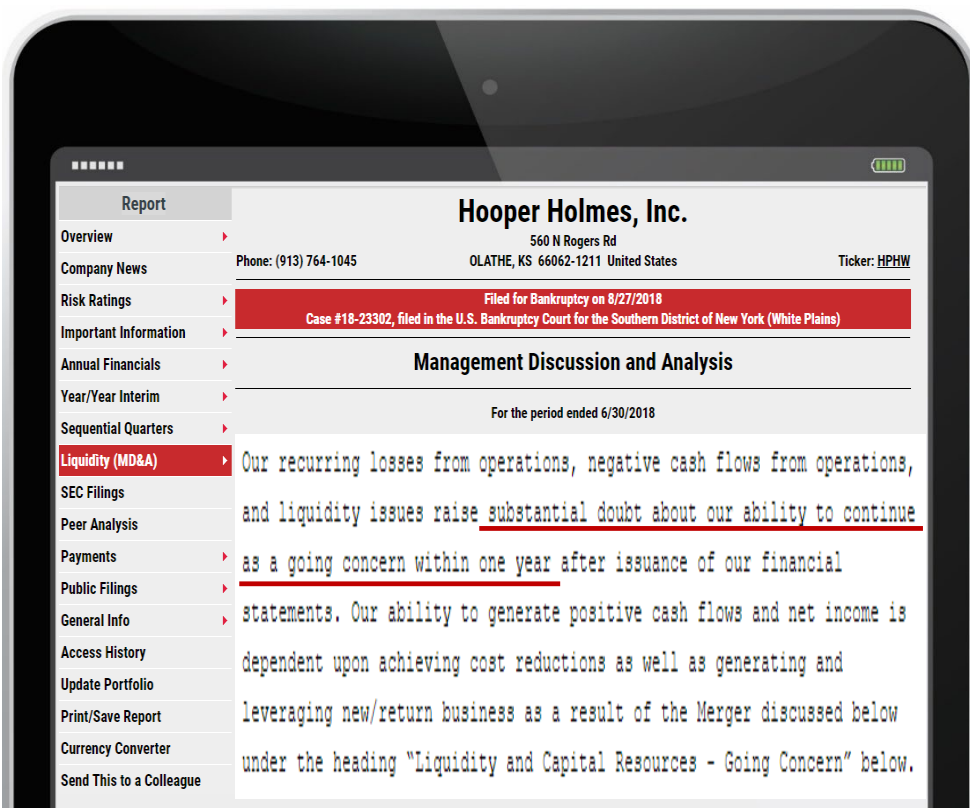 Report
Overview
Company News
Risk Ratings
Important Information
Annual Financials
Year/Year Interim
Sequential Quarters
Liquidity (MD&A)
SEC Filings
Peer Analysis
Payments
Public Filings
General Info
Access History
Update Portfolio
Print/Save Report
Currency Converter
Send This to a Colleague
Hooper Holmes, Inc.
560 N Rogers Rd
Phone: (913) 764-1045 OLATHE, KS 66062-1211 United States Ticker: HPHW
Filed for Bankruptcy on 8/27/2018
Case #18-23302, filed in the U.S. Bankruptcy Court for the Southern District of New York (White Plains)
Management Discussion and Analysis
For the period ended 6/30/2018
Our recurring losses from operations, negative cash flows from operations,
and liquidity issues raise substantial doubt about our ability to continue
as a going concern within one year after issuance of our financial
statements. Our ability to generate positive cash flows and net income is
dependent upon achieving cost reductions as well as generating and
leveraging new/return business as a result of the Merger discussed below
under the heading “Liquidity and Capital Resources - Going Concern” below.